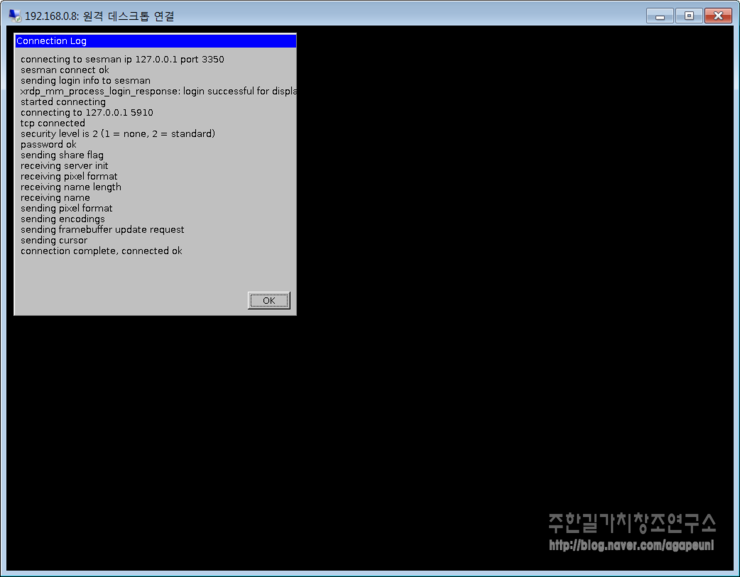 192.168.0.8: 원격 데스크톱 연결
Connection Log
connecting to sesman ip 127.0.0.1 port 3350
sesman connect ok
sending login info to sesman
xrdp_mm_process_login_response: login successful for displa
started connecting
connecting to 127.0.0.1 5910
tcp connected
security level is 2 (1 = none, 2 = standard)
password ok
sending share flag
receiving server init
receiving pixel format
receiving name length
receiving name
sending pixel format
sending encodings
sending framebuffer update request
sending cursor
connection complete, connected ok
OK
주한길가치창조연구소
http://blog.naver.com/agapeuni